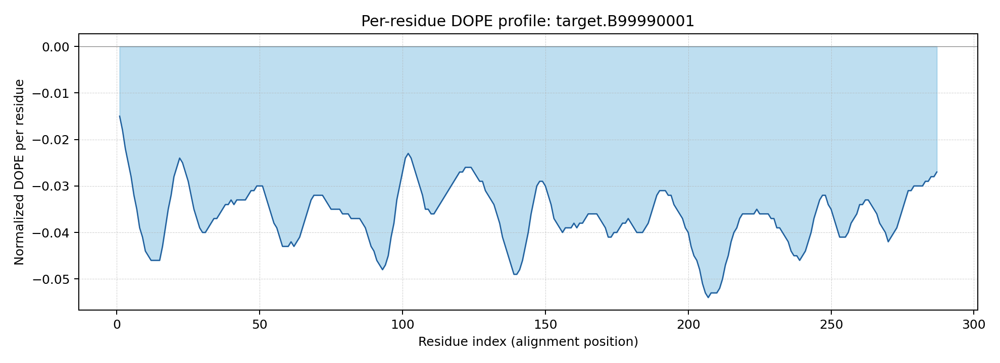 Per-residue DOPE profile: target.B99990001
Normalized DOPE per residue
0.00
−0.01
−0.02
−0.03
−0.04
−0.05
0 50 100 150 200 250 300
Residue index (alignment position)